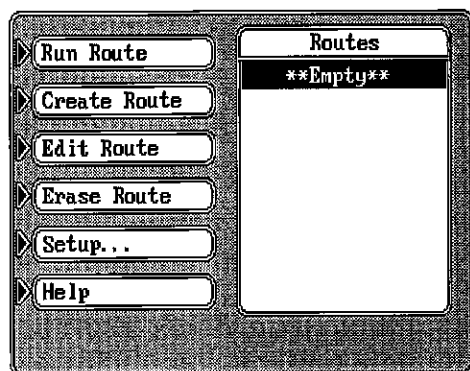 Run Route
Create Route
Edit Route
Erase Route
Setup...
Help
Routes
**Empty**